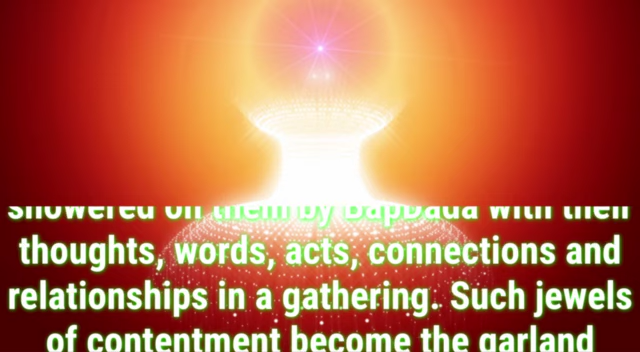 showered on them by BapDada with their
thoughts, words, acts, connections and
relationships in a gathering. Such jewels
of contentment become the garland